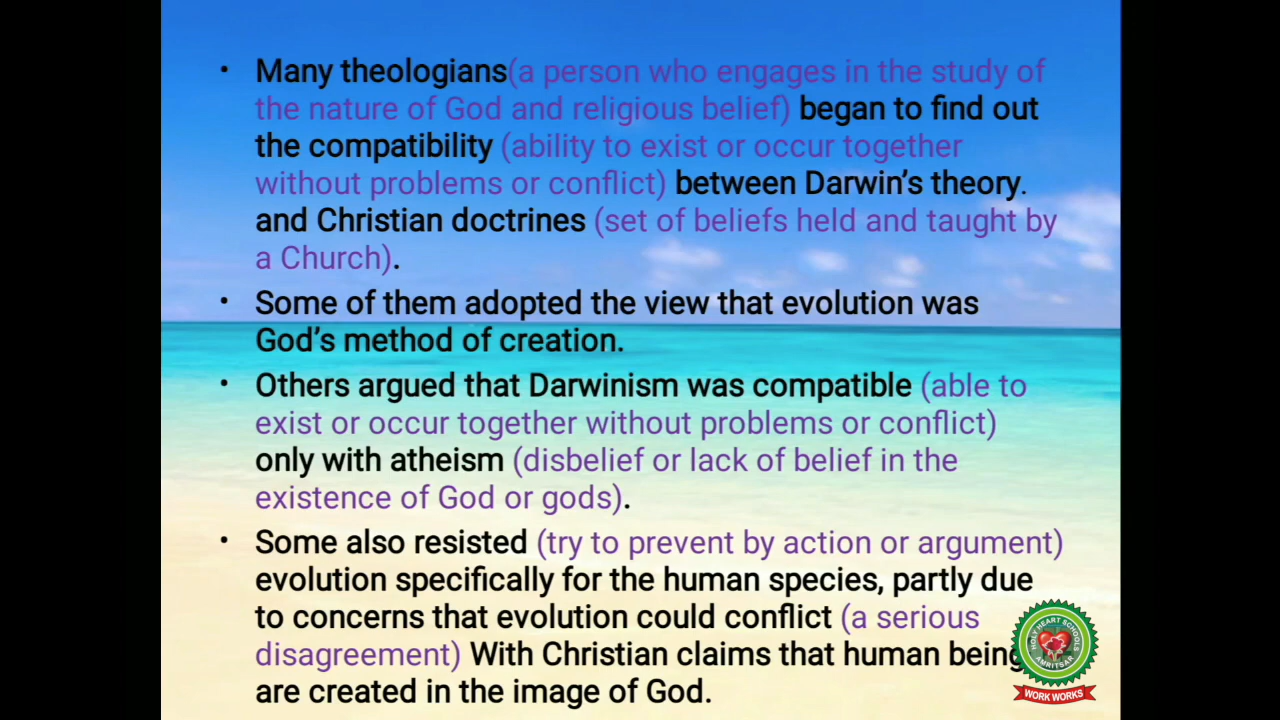 • Many theologians(a person who engages in the study of
the nature of God and religious belief) began to find out
the compatibility (ability to exist or occur together
without problems or conflict) between Darwin's theory.
and Christian doctrines (set of beliefs held and taught by
a Church).
• Some of them adopted the view that evolution was
God's method of creation.
• Others argued that Darwinism was compatible (able to
exist or occur together without problems or conflict)
only with atheism (disbelief or lack of belief in the
existence of God or gods).
• Some also resisted (try to prevent by action or argument)
evolution specifically for the human species, partly due
to concerns that evolution could conflict (a serious
disagreement) With Christian claims that human being
are created in the image of God.
HOLY HEART SCHOOLS
AMRITSAR
WORK WORKS